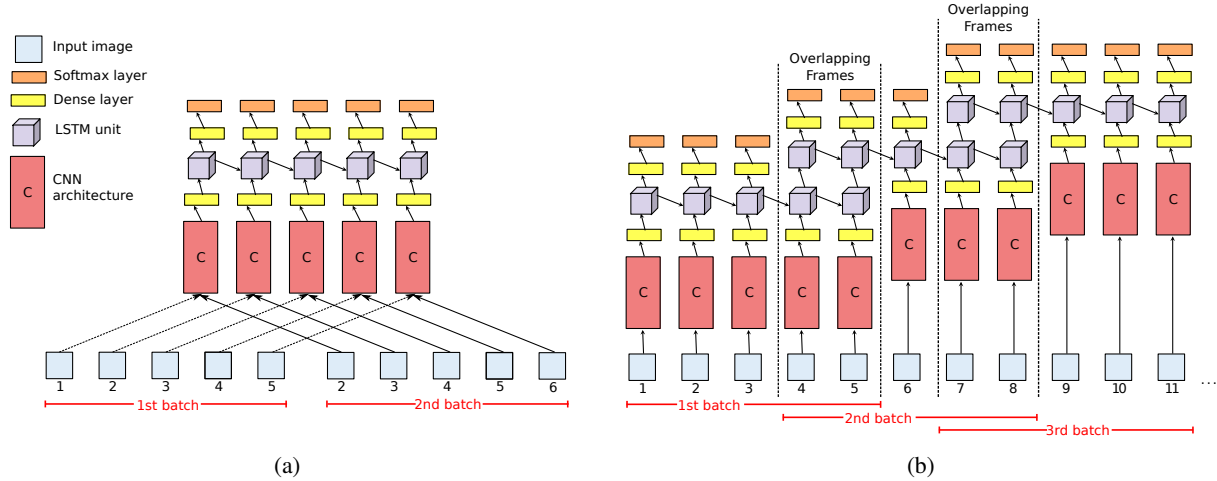 Input image
Softmax layer
Dense layer
LSTM unit
C
CNN
architecture
C C C C C
1 2 3 4 5 2 3 4 5 6
1st batch 2nd batch
(a)
Overlapping
Frames
Overlapping
Frames
C C C
C C C
C C C C C
1 2 3 4 5 6 7 8 9 10 11 ...
1st batch
2nd batch
3rd batch
(b)